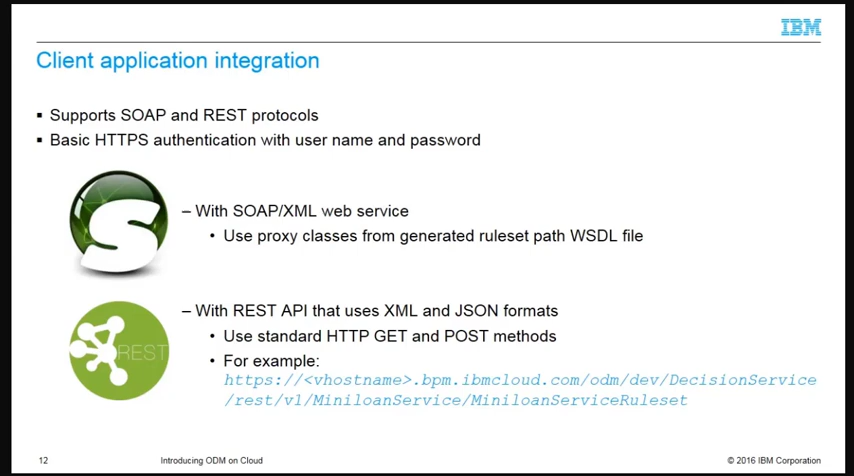 IBM
Client application integration
▪ Supports SOAP and REST protocols
▪ Basic HTTPS authentication with user name and password
S
– With SOAP/XML web service
• Use proxy classes from generated ruleset path WSDL file
REST
– With REST API that uses XML and JSON formats
• Use standard HTTP GET and POST methods
• For example:
https://<vhostname>.bpm.ibmcloud.com/odm/dev/DecisionService
/rest/v1/MiniloanService/MiniloanServiceRuleset
12 Introducing ODM on Cloud © 2016 IBM Corporation